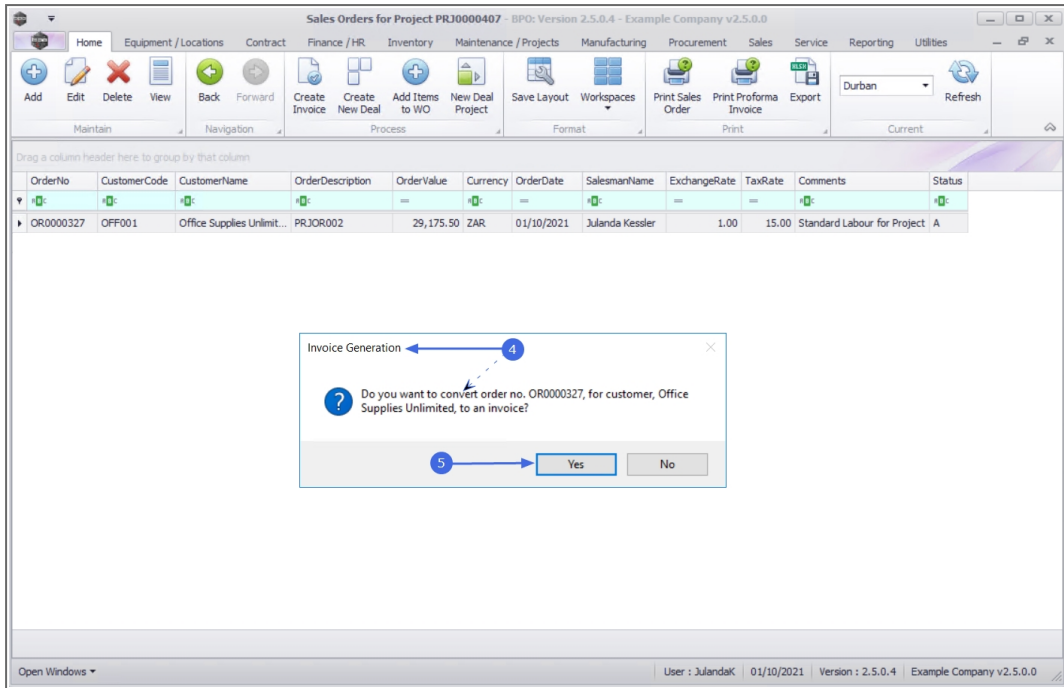 Sales Orders for Project PRJ0000407 - BPO: Version 2.5.0.4 - Example Company v2.5.0.0
Home Equipment / Locations Contract Finance / HR Inventory Maintenance / Projects Manufacturing Procurement Sales Service Reporting Utilities
Add Edit Delete View Back Forward Create Invoice Create New Deal Add Items to WO New Deal Project Save Layout Workspaces Print Sales Order Print Proforma Invoice XLSX Export Durban Refresh
Maintain Navigation Process Format Print Current
Drag a column header here to group by that column
OrderNo CustomerCode CustomerName OrderDescription OrderValue Currency OrderDate SalesmanName ExchangeRate TaxRate Comments Status
OR0000327 OFF001 Office Supplies Unlimit... PRJOR002 29,175.50 ZAR 01/10/2021 Julanda Kessler 1.00 15.00 Standard Labour for Project A
Invoice Generation 4
Do you want to convert order no. OR0000327, for customer, Office
Supplies Unlimited, to an invoice?
5 Yes No
Open Windows User : JulandaK 01/10/2021 Version : 2.5.0.4 Example Company v2.5.0.0